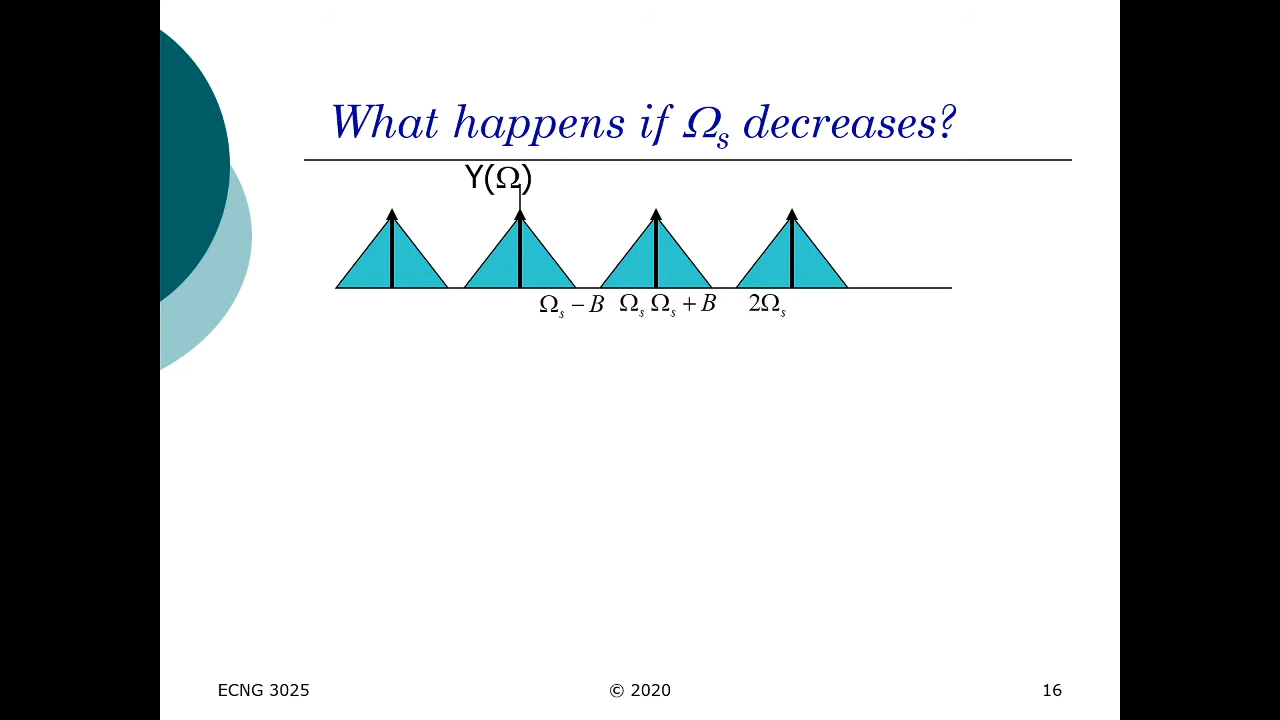 What happens if Ωs decreases?
Y(Ω)
Ωs − B Ωs Ωs + B 2Ωs
ECNG 3025 © 2020 16